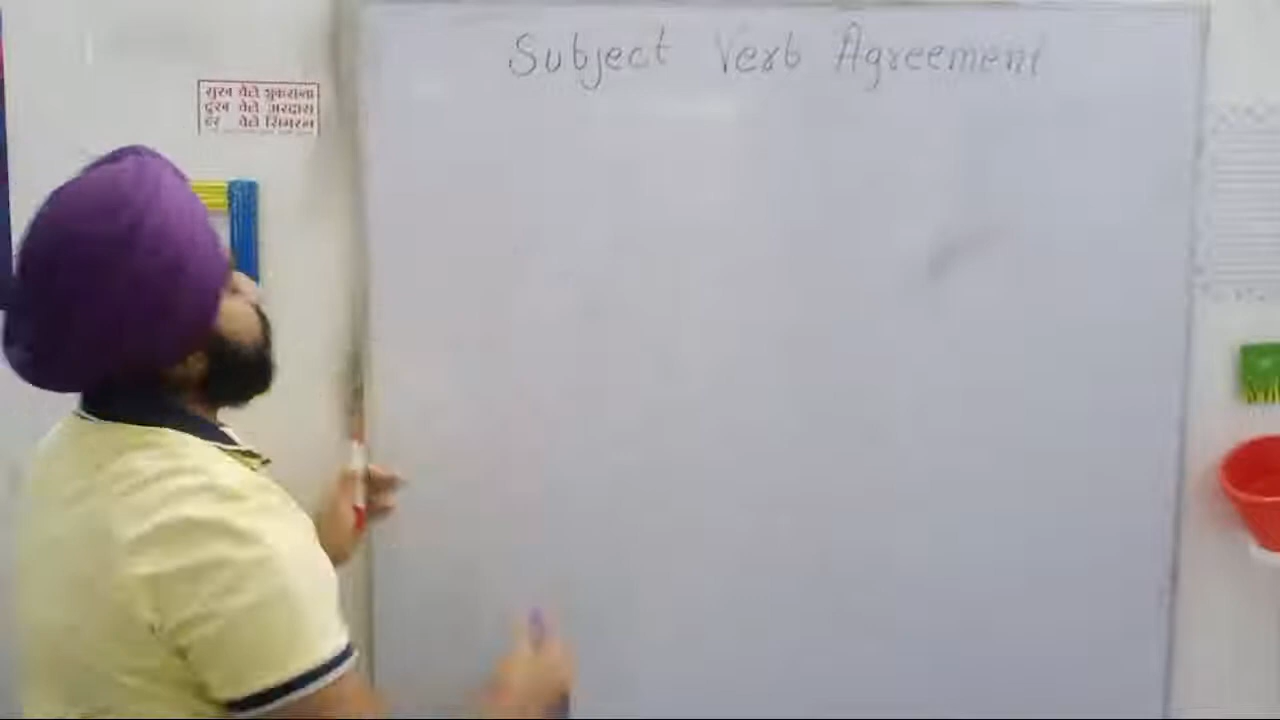 Subject Verb Agreement
सुख वेले शुकराना
दुःख वेले अरदास
हर वेले सिमरन